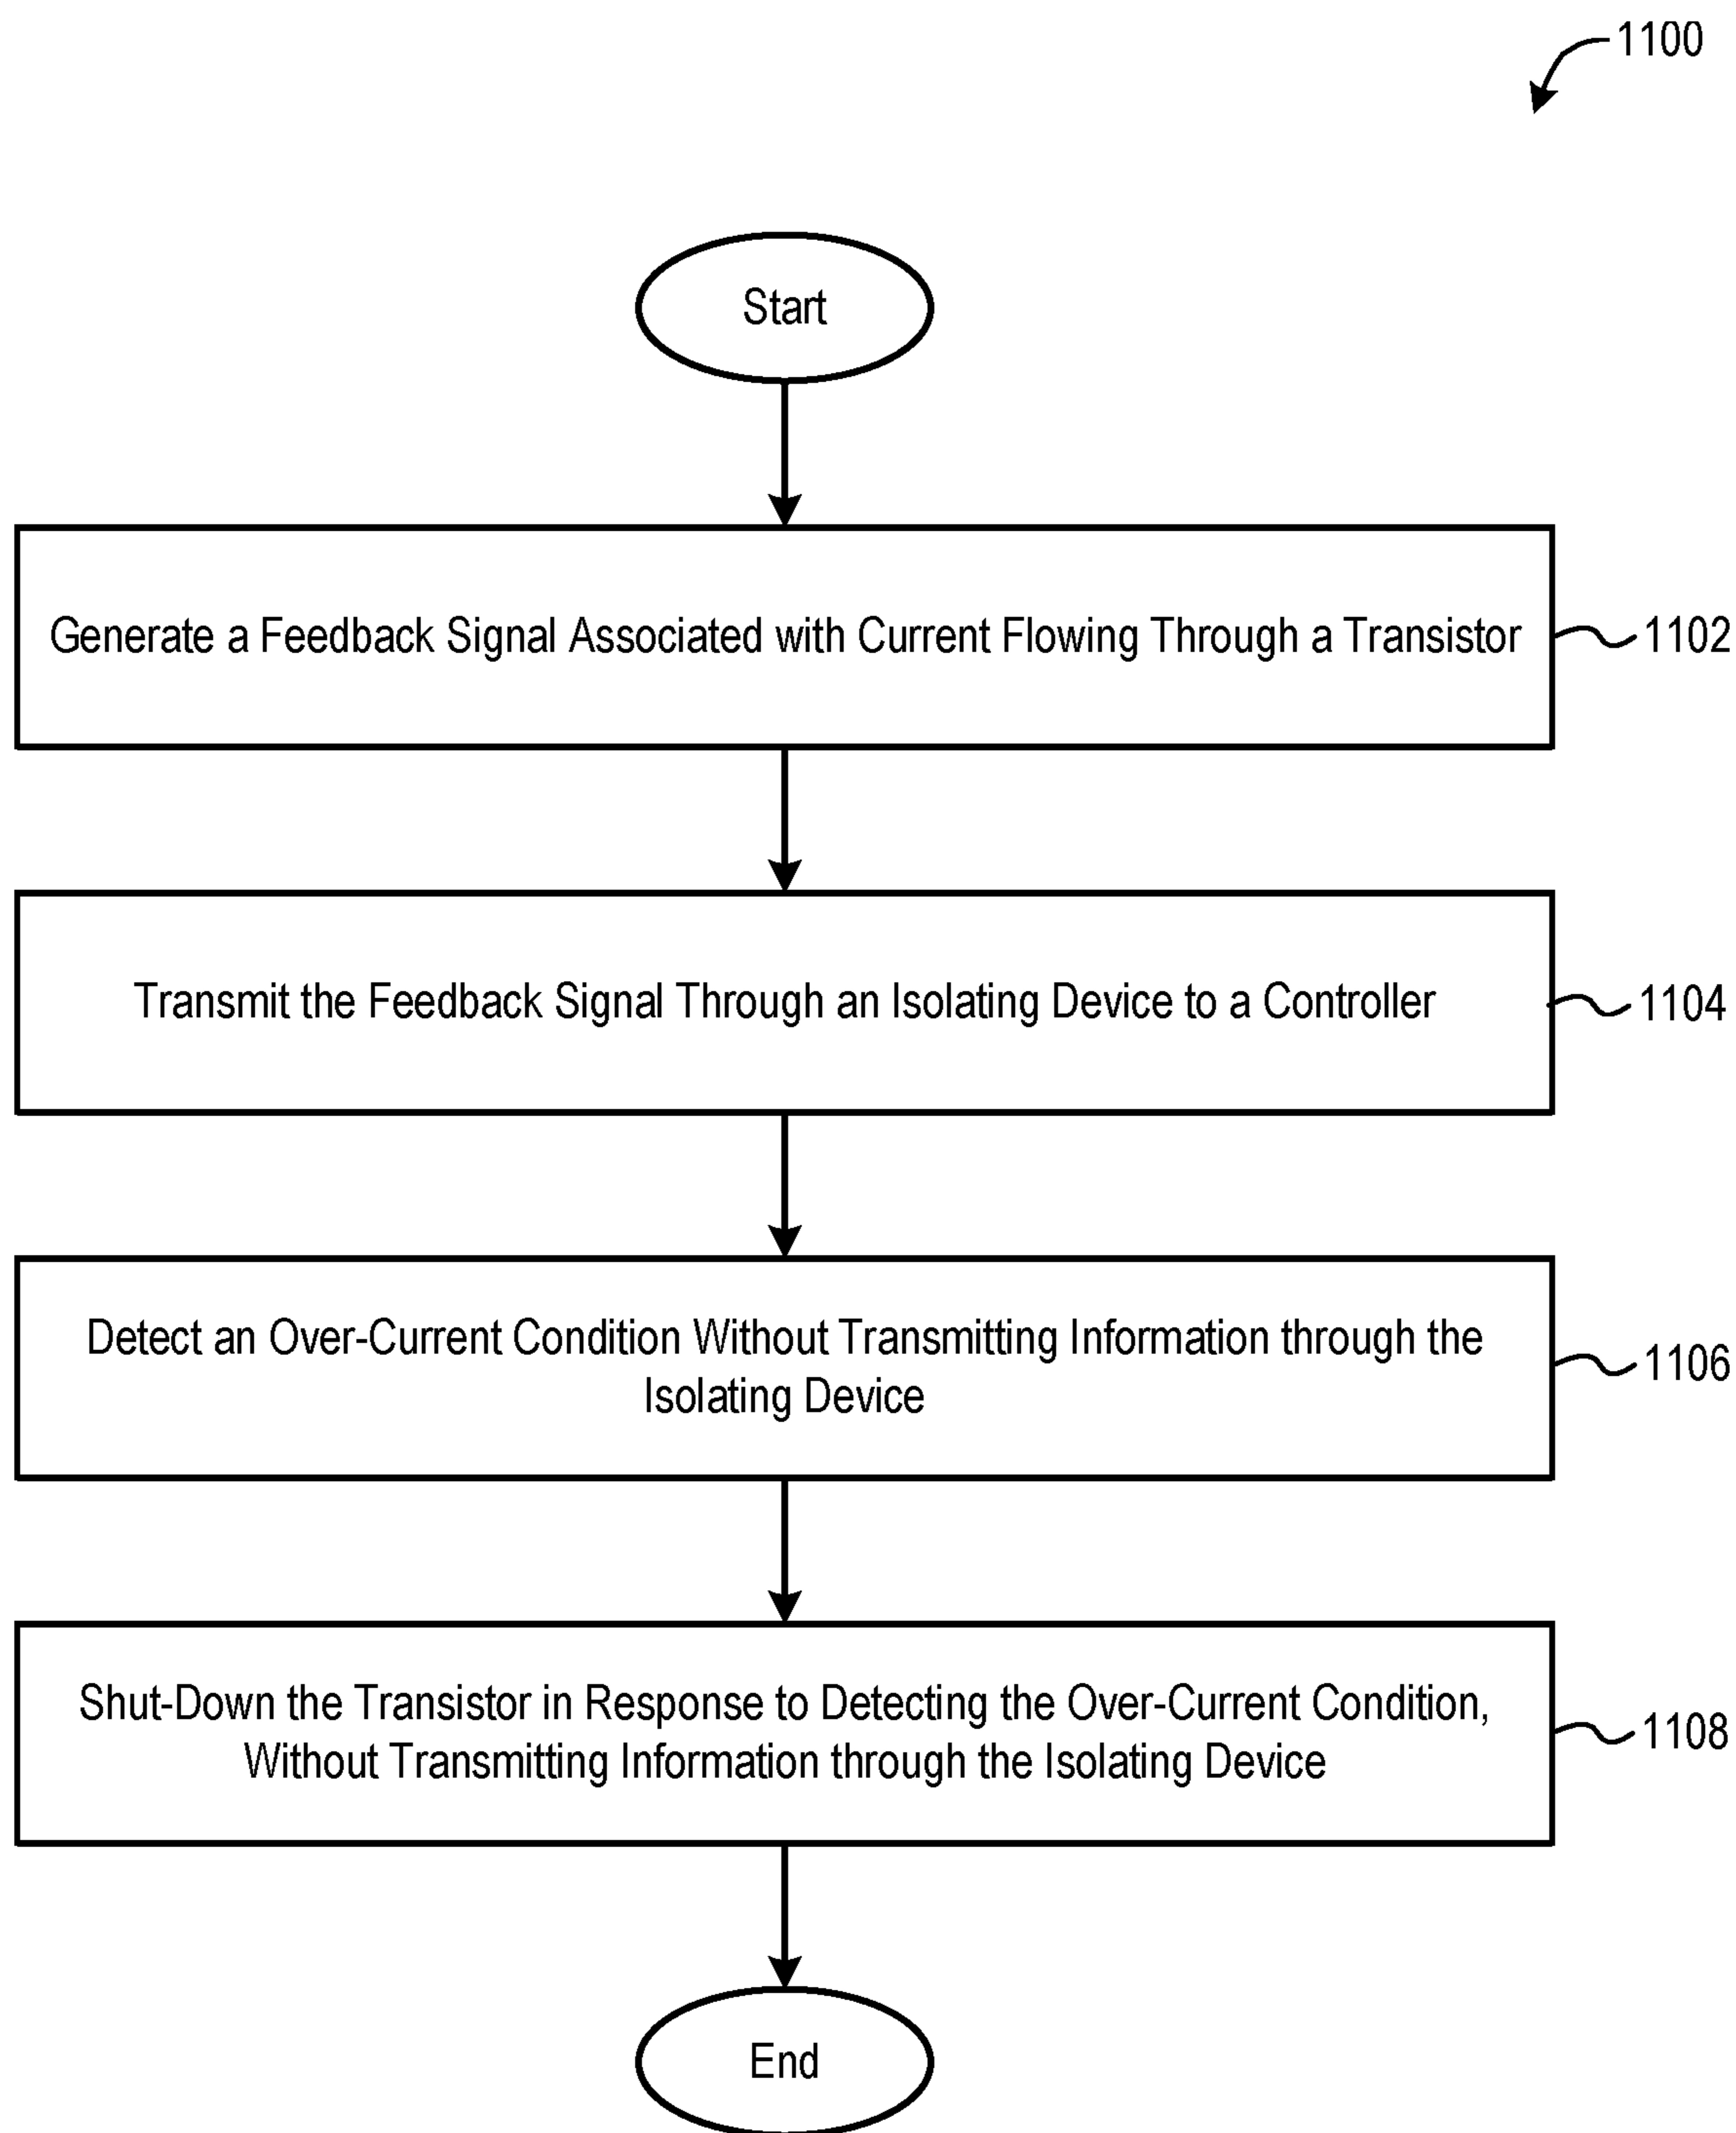 1100
Start
Generate a Feedback Signal Associated with Current Flowing Through a Transistor
1102
Transmit the Feedback Signal Through an Isolating Device to a Controller
1104
Detect an Over-Current Condition Without Transmitting Information through the
Isolating Device
1106
Shut-Down the Transistor in Response to Detecting the Over-Current Condition,
Without Transmitting Information through the Isolating Device
1108
End